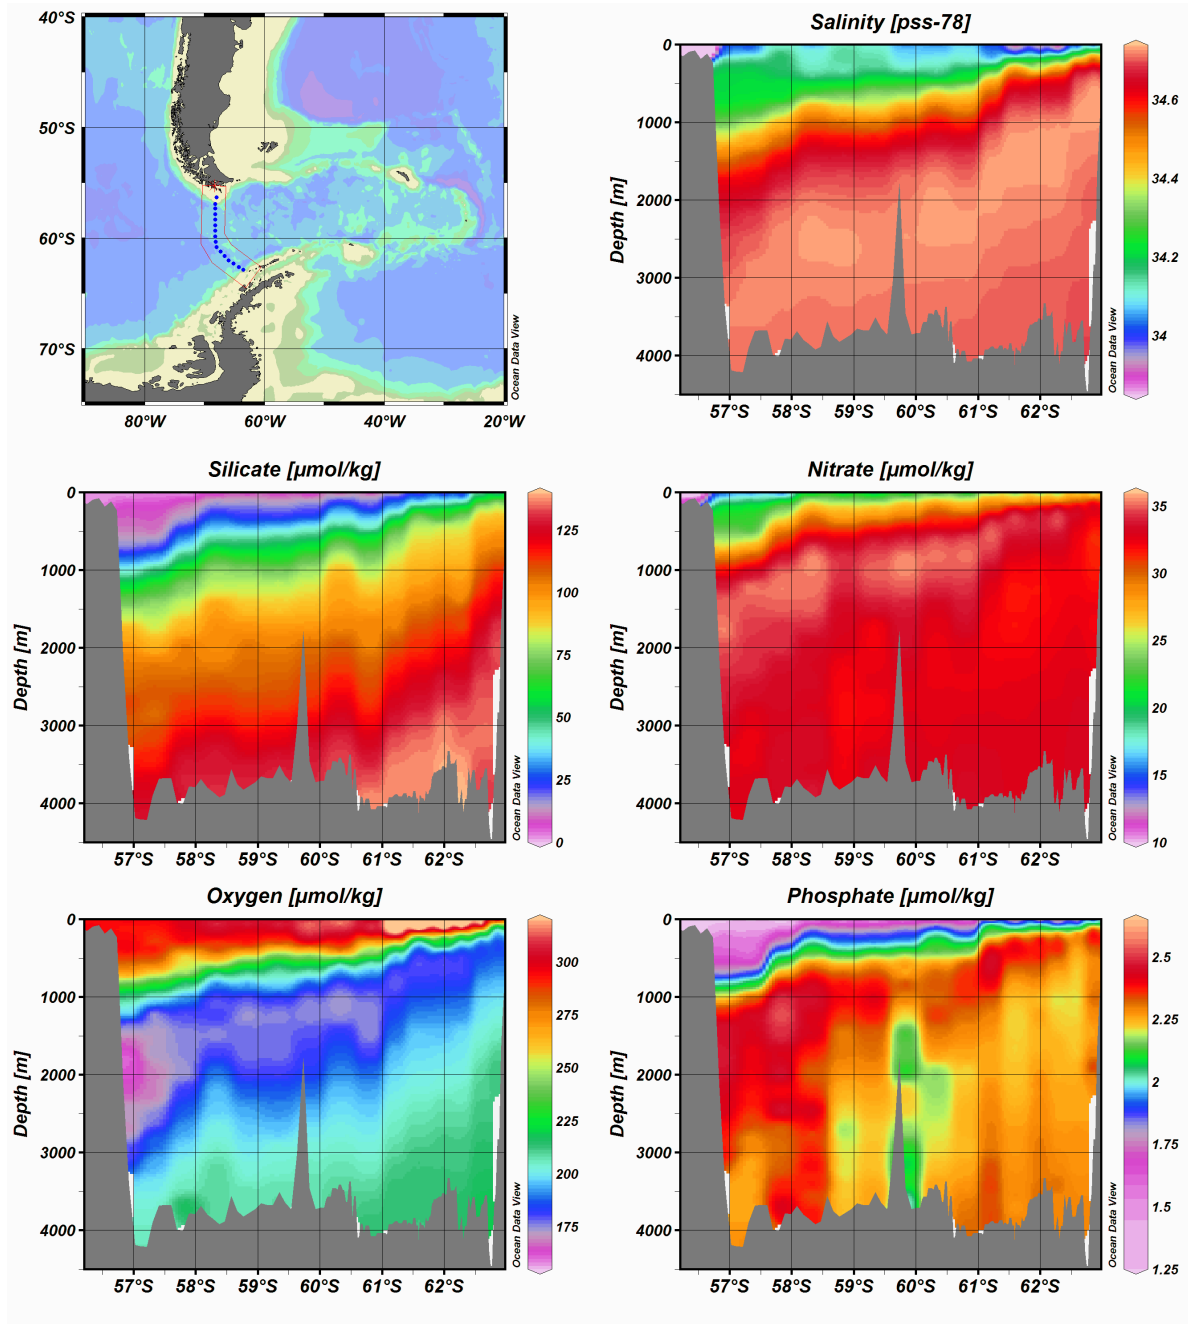 40°S
50°S
60°S
70°S
80°W
60°W
40°W
20°W
Ocean Data View
Salinity [pss-78]
Depth [m]
0
1000
2000
3000
4000
57°S
58°S
59°S
60°S
61°S
62°S
34.6
34.4
34.2
34
Ocean Data View
Silicate [µmol/kg]
Depth [m]
0
1000
2000
3000
4000
57°S
58°S
59°S
60°S
61°S
62°S
125
100
75
50
25
0
Ocean Data View
Nitrate [µmol/kg]
Depth [m]
0
1000
2000
3000
4000
57°S
58°S
59°S
60°S
61°S
62°S
35
30
25
20
15
10
Ocean Data View
Oxygen [µmol/kg]
Depth [m]
0
1000
2000
3000
4000
57°S
58°S
59°S
60°S
61°S
62°S
300
275
250
225
200
175
Ocean Data View
Phosphate [µmol/kg]
Depth [m]
0
1000
2000
3000
4000
57°S
58°S
59°S
60°S
61°S
62°S
2.5
2.25
2
1.75
1.5
1.25
Ocean Data View